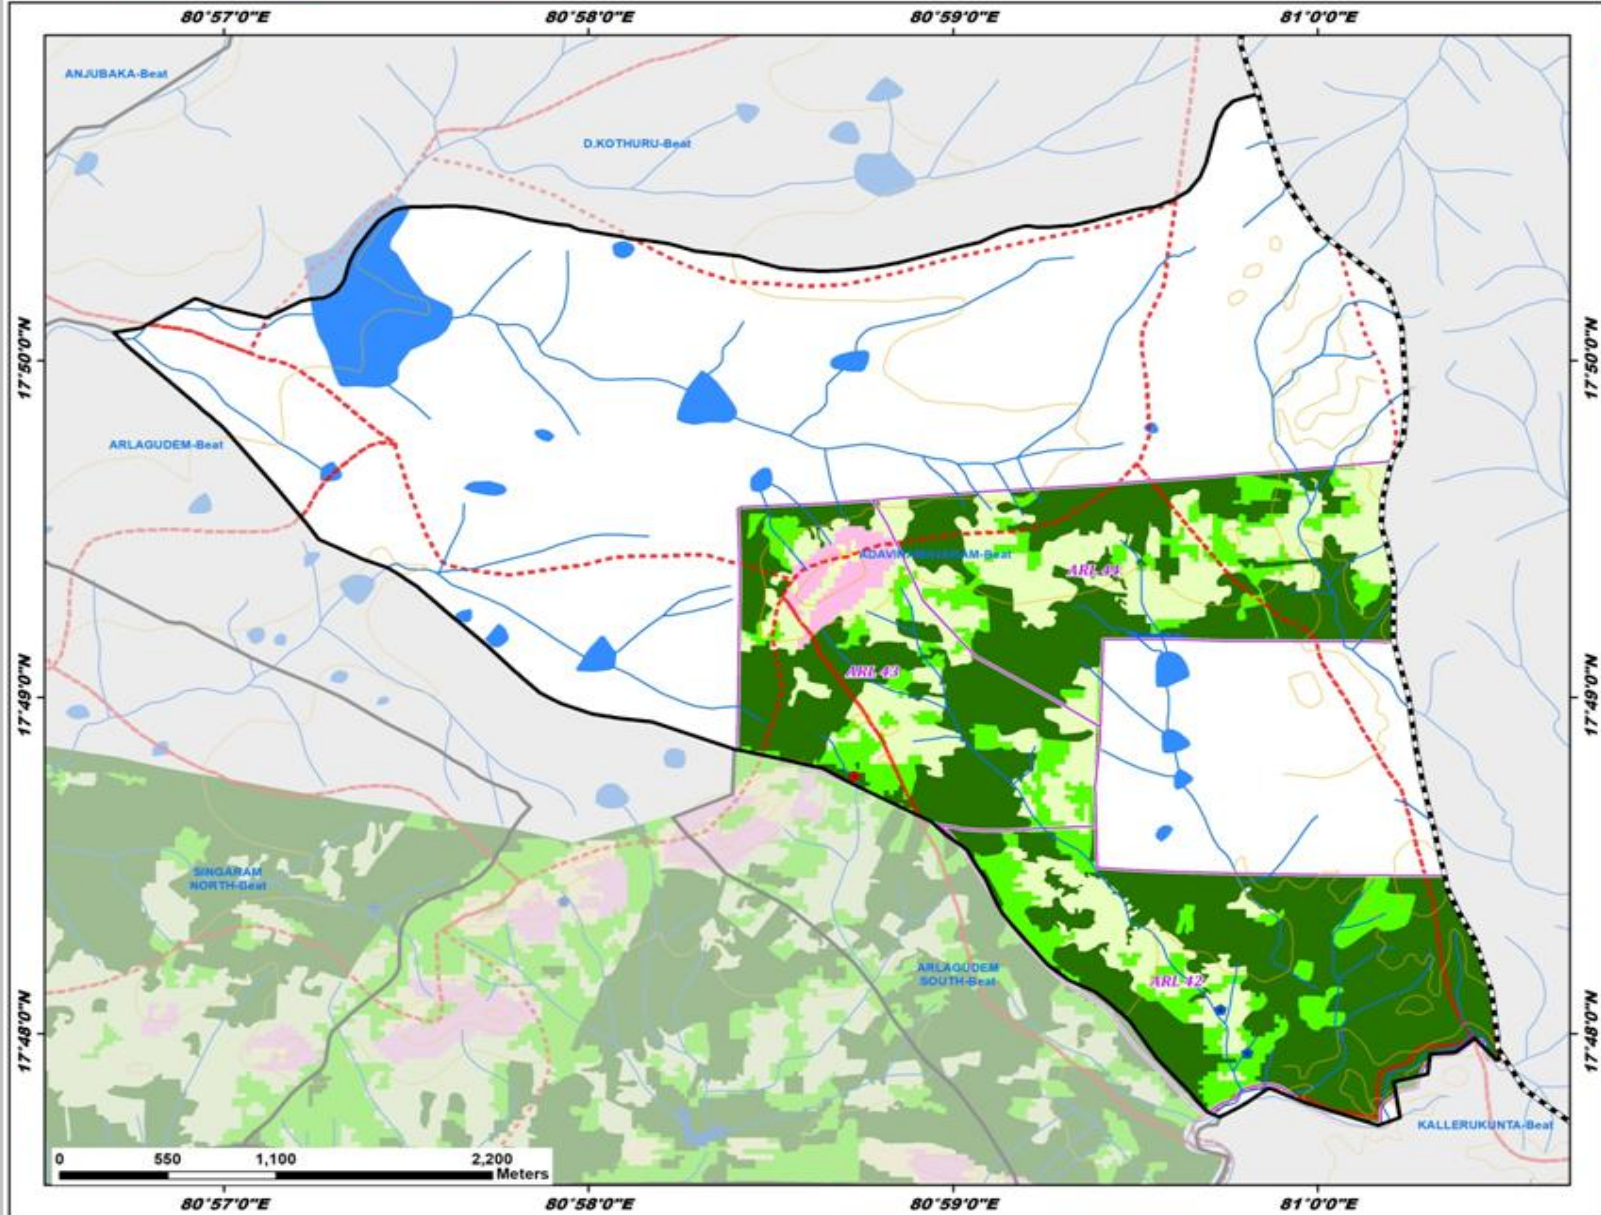 80°57'0"E 80°58'0"E 80°59'0"E 81°0'0"E
ANJUBAKA-Beat
D.KOTHURU-Beat
17°50'0"N
17°50'0"N
ARLAGUDEM-Beat
ARL 44
ARL 43
17°49'0"N
17°49'0"N
SINGARAM
NORTH-Beat
ARLAGUDEM
SOUTH-Beat
ARL 42
17°48'0"N
17°48'0"N
KALLERUKUNTA-Beat
0 550 1,100 2,200
Meters
80°57'0"E 80°58'0"E 80°59'0"E 81°0'0"E